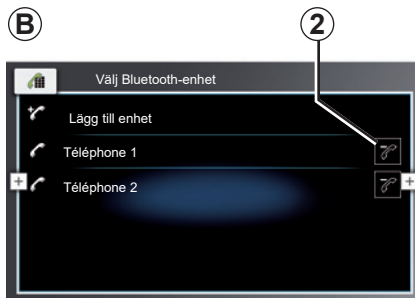 B
2
Välj Bluetooth-enhet
Lägg till enhet
Téléphone 1
Téléphone 2